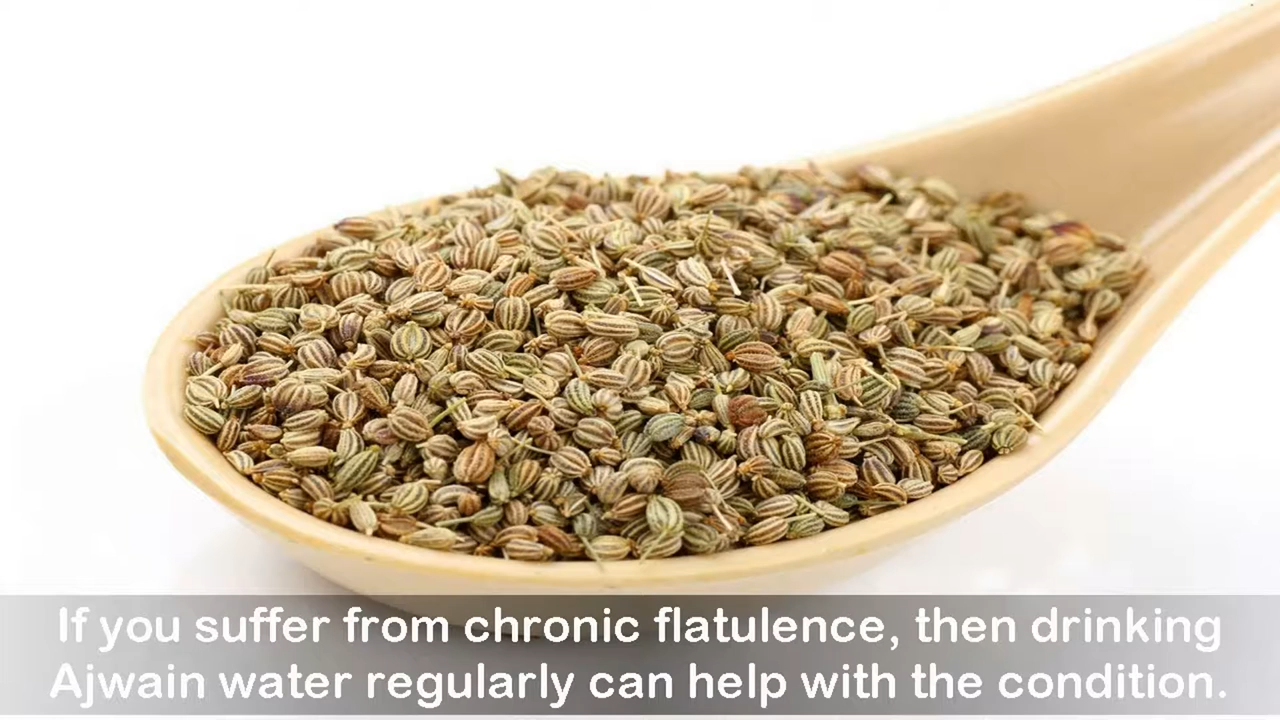 If you suffer from chronic flatulence, then drinking
Ajwain water regularly can help with the condition.